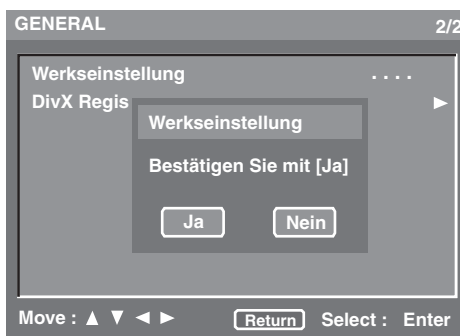 GENERAL 2/2
Werkseinstellung ....
DivX Regis
Werkseinstellung
Bestätigen Sie mit [Ja]
Ja Nein
Move : ▲ ▼ ◄ ► Return Select : Enter